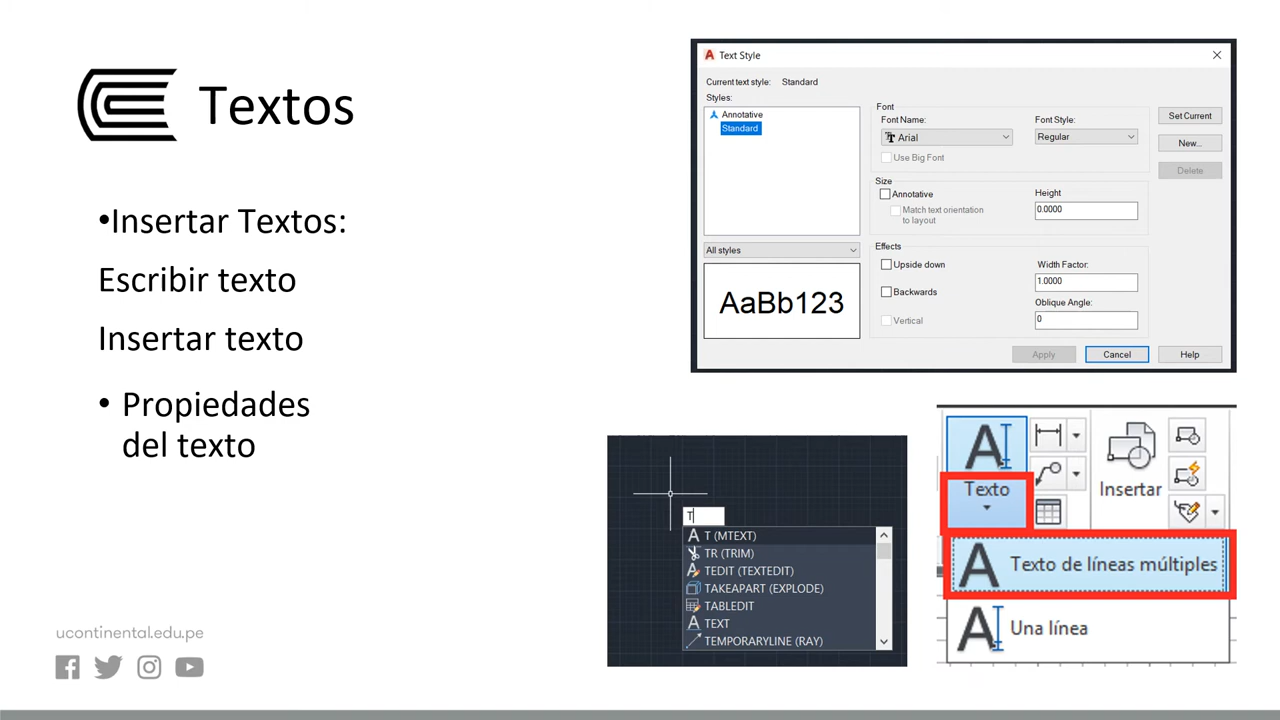 Textos
•Insertar Textos:
Escribir texto
Insertar texto
• Propiedades
del texto
ucontinental.edu.pe
Text Style
Current text style: Standard
Styles:
Annotative
Standard
All styles
AaBb123
Font
Font Name:
Arial
Use Big Font
Font Style:
Regular
Size
Annotative
Match text orientation
to layout
Height
0.0000
Effects
Upside down
Backwards
Vertical
Width Factor:
1.0000
Oblique Angle:
0
Set Current
New...
Delete
Apply
Cancel
Help
T
T (MTEXT)
TR (TRIM)
TEDIT (TEXTEDIT)
TAKEAPART (EXPLODE)
TABLEDIT
TEXT
TEMPORARYLINE (RAY)
Texto
Insertar
Texto de líneas múltiples
Una línea